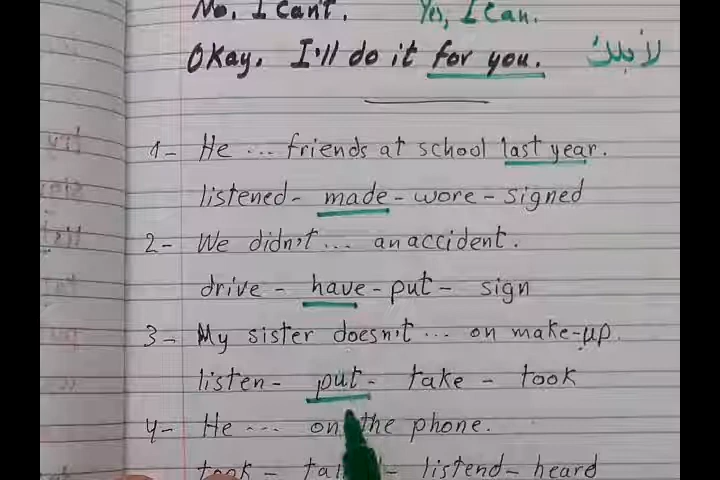 No, I can't. Yes, I can.
Okay. I'll do it for you.
1- He ... friends at school last year.
listened - made - wore - signed
2- We didn't ... an accident.
drive - have - put - sign
3- My sister doesn't ... on make-up.
listen - put - take - took
4- He ... on the phone.
took - - listend - heard